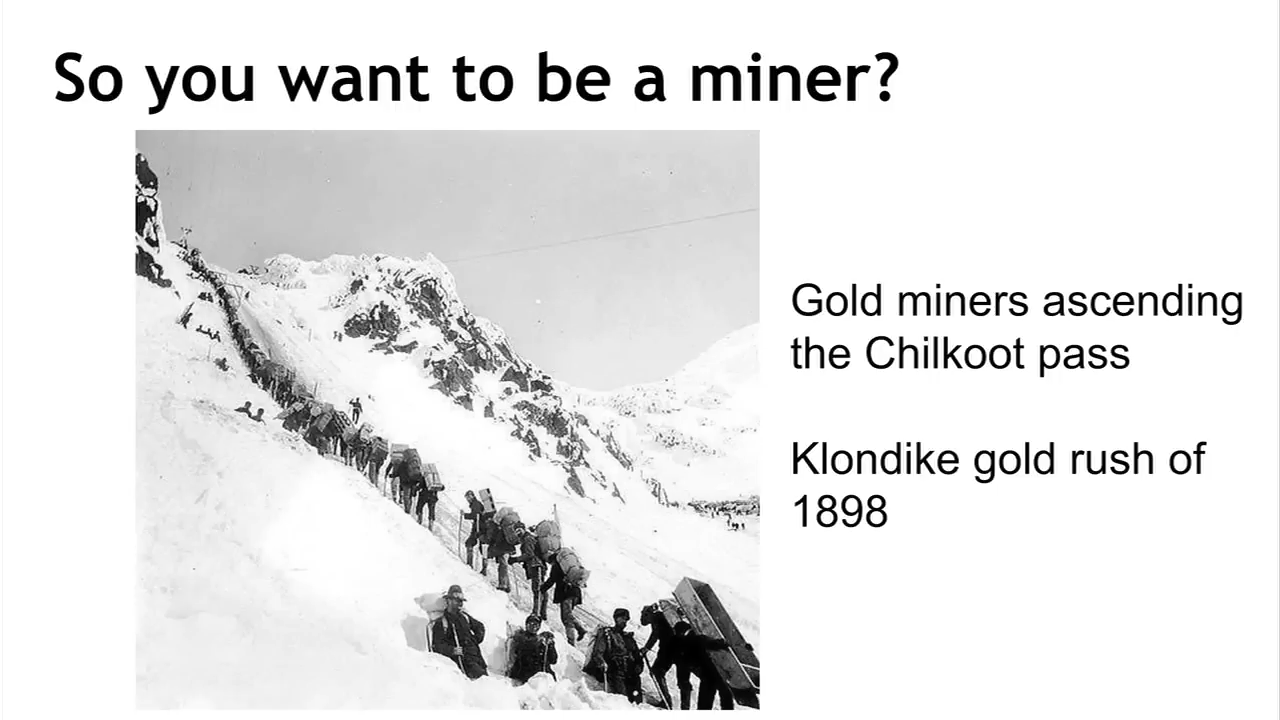 So you want to be a miner?
Gold miners ascending
the Chilkoot pass
Klondike gold rush of
1898